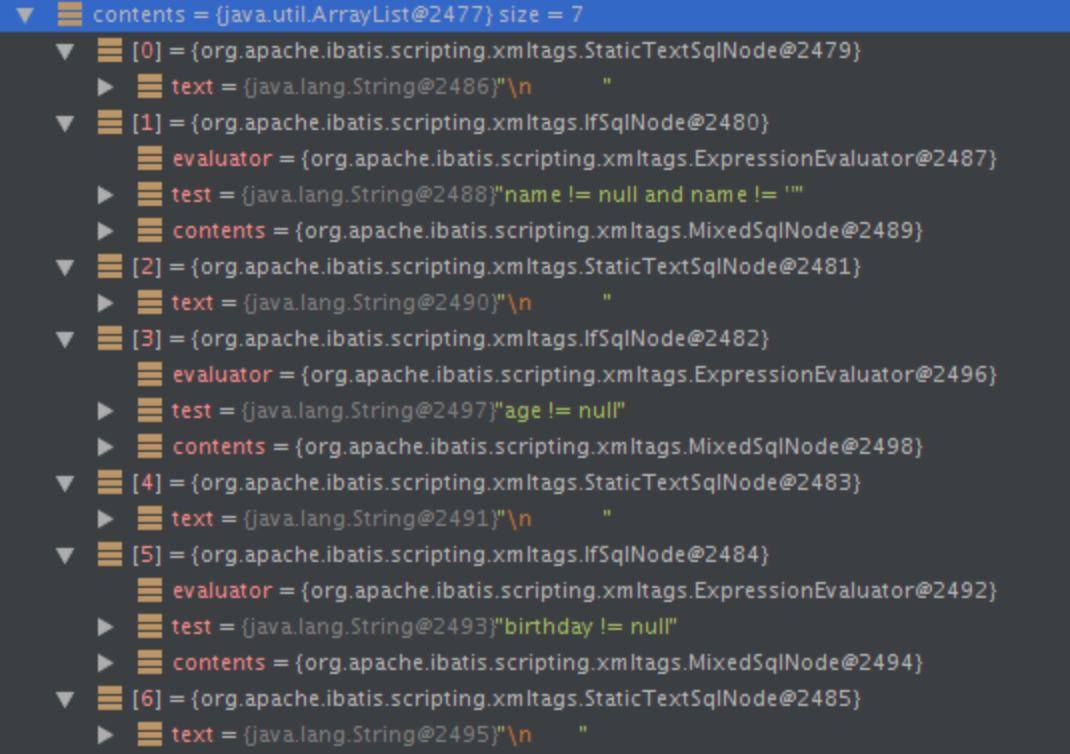 contents = {java.util.ArrayList@2477} size = 7
[0] = {org.apache.ibatis.scripting.xmltags.StaticTextSqlNode@2479}
text = {java.lang.String@2486}"\n        "
[1] = {org.apache.ibatis.scripting.xmltags.IfSqlNode@2480}
evaluator = {org.apache.ibatis.scripting.xmltags.ExpressionEvaluator@2487}
test = {java.lang.String@2488}"name != null and name != ''"
contents = {org.apache.ibatis.scripting.xmltags.MixedSqlNode@2489}
[2] = {org.apache.ibatis.scripting.xmltags.StaticTextSqlNode@2481}
text = {java.lang.String@2490}"\n        "
[3] = {org.apache.ibatis.scripting.xmltags.IfSqlNode@2482}
evaluator = {org.apache.ibatis.scripting.xmltags.ExpressionEvaluator@2496}
test = {java.lang.String@2497}"age != null"
contents = {org.apache.ibatis.scripting.xmltags.MixedSqlNode@2498}
[4] = {org.apache.ibatis.scripting.xmltags.StaticTextSqlNode@2483}
text = {java.lang.String@2491}"\n        "
[5] = {org.apache.ibatis.scripting.xmltags.IfSqlNode@2484}
evaluator = {org.apache.ibatis.scripting.xmltags.ExpressionEvaluator@2492}
test = {java.lang.String@2493}"birthday != null"
contents = {org.apache.ibatis.scripting.xmltags.MixedSqlNode@2494}
[6] = {org.apache.ibatis.scripting.xmltags.StaticTextSqlNode@2485}
text = {java.lang.String@2495}"\n     "